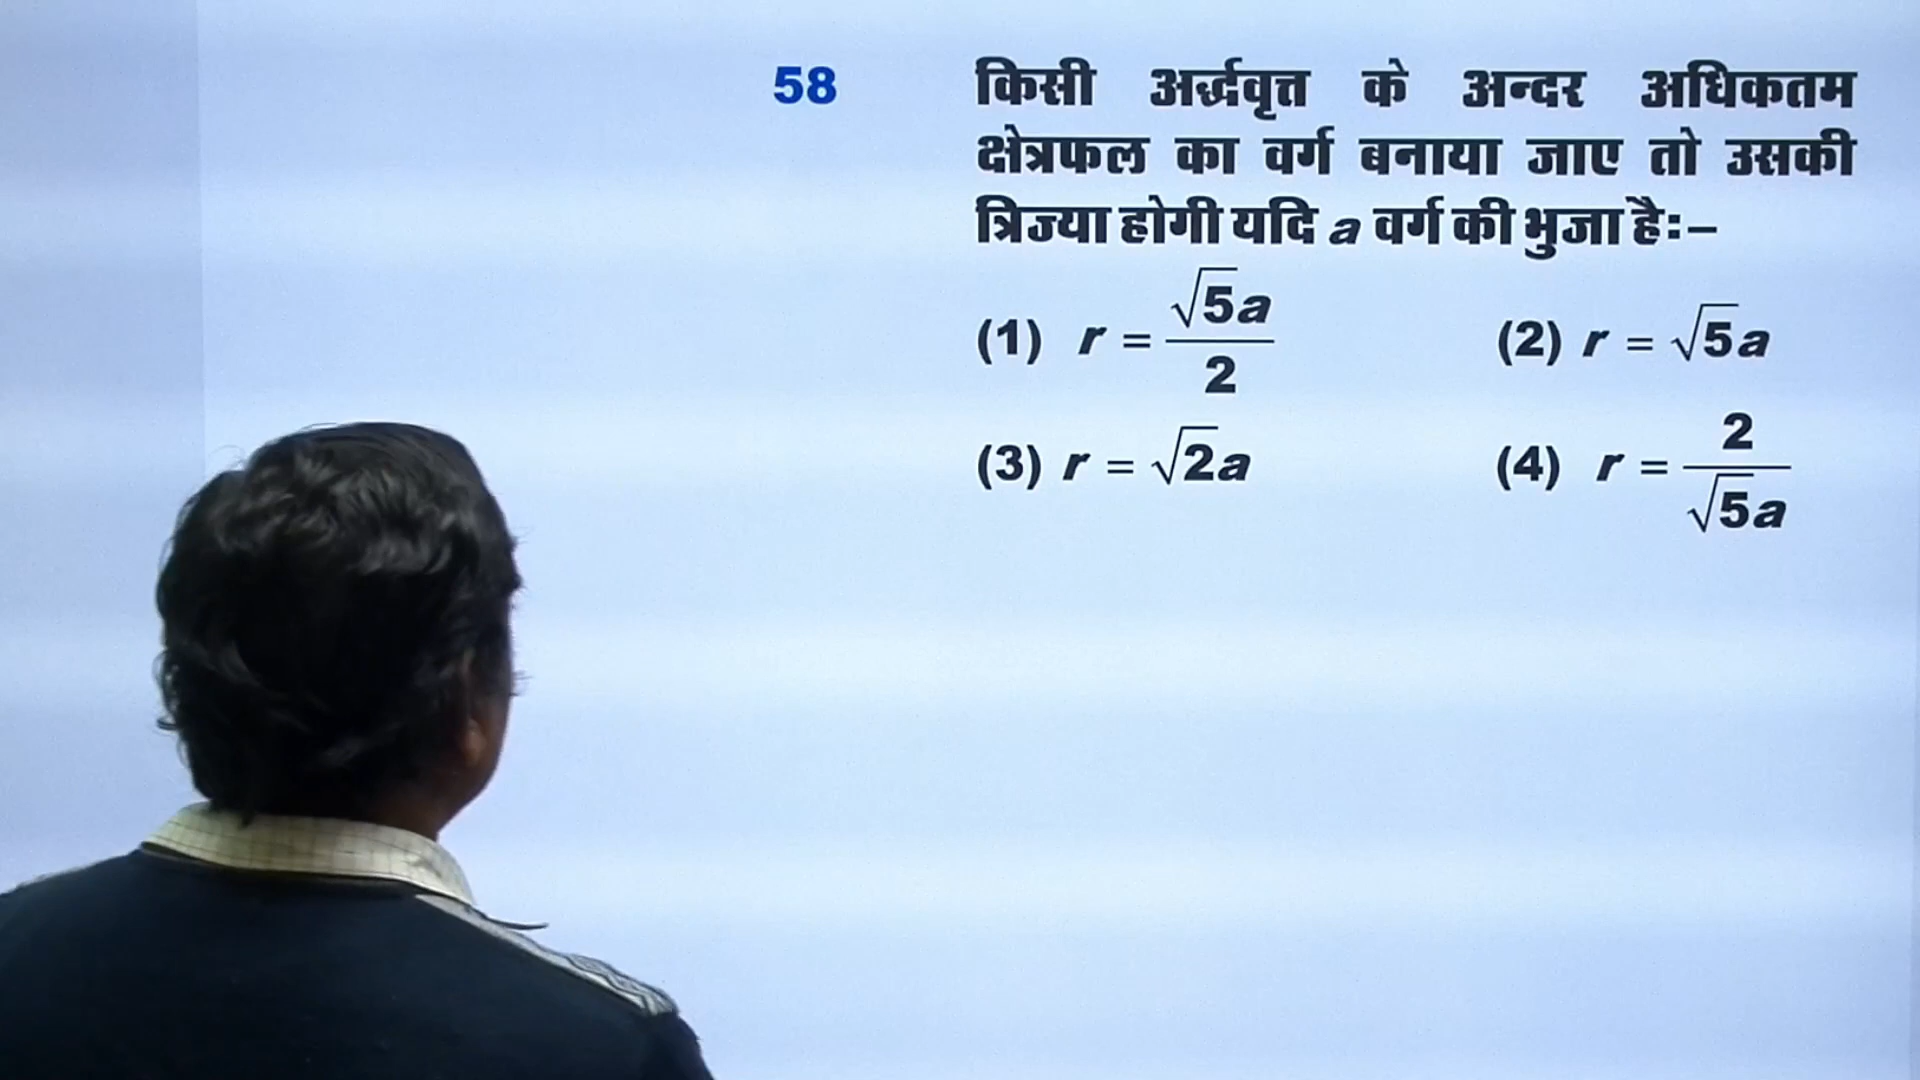 58 किसी अर्द्धवृत्त के अन्दर अधिकतम
क्षेत्रफल का वर्ग बनाया जाए तो उसकी
त्रिज्या होगी यदि a वर्ग की भुजा हैः–
(1) r = √5a/2 (2) r = √5a
(3) r = √2a (4) r = 2/√5a